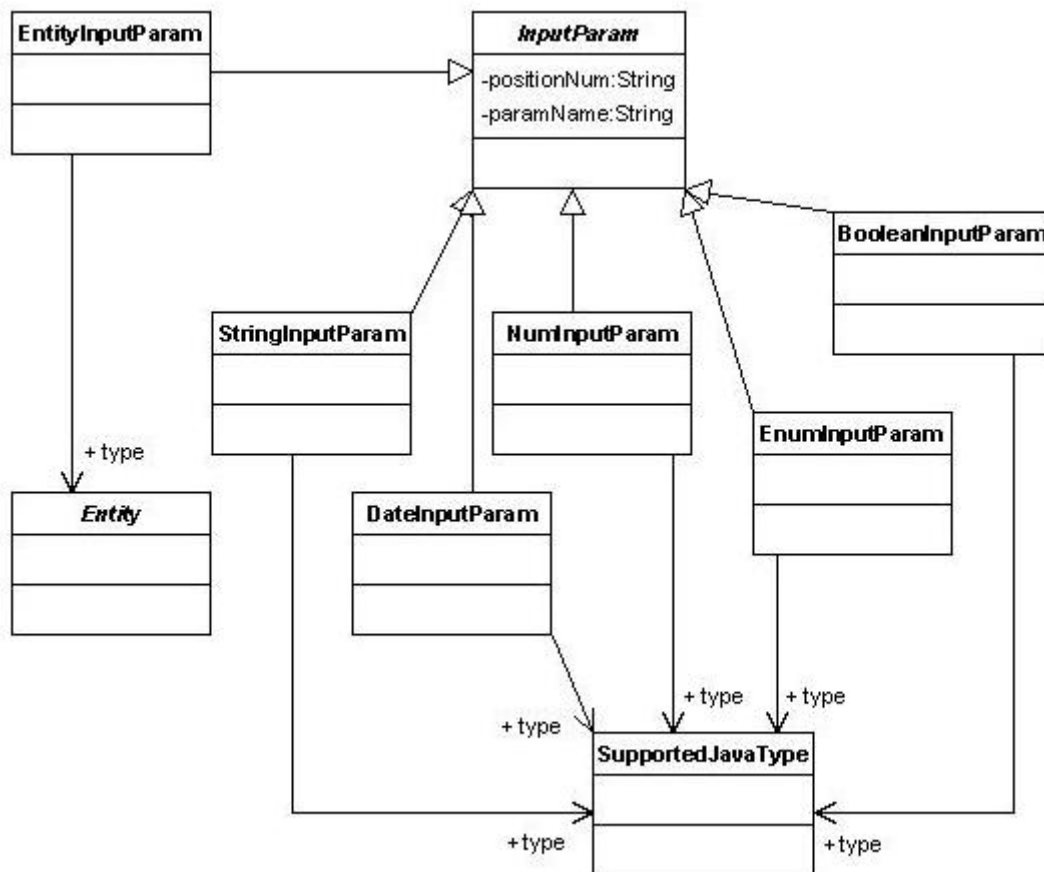 EntityInputParam
InputParam
-positionNum:String
-paramName:String
BooleanInputParam
StringInputParam
NumInputParam
EnumInputParam
+ type
Entity
DateInputParam
+ type
+ type
+ type
SupportedJavaType
+type
+type